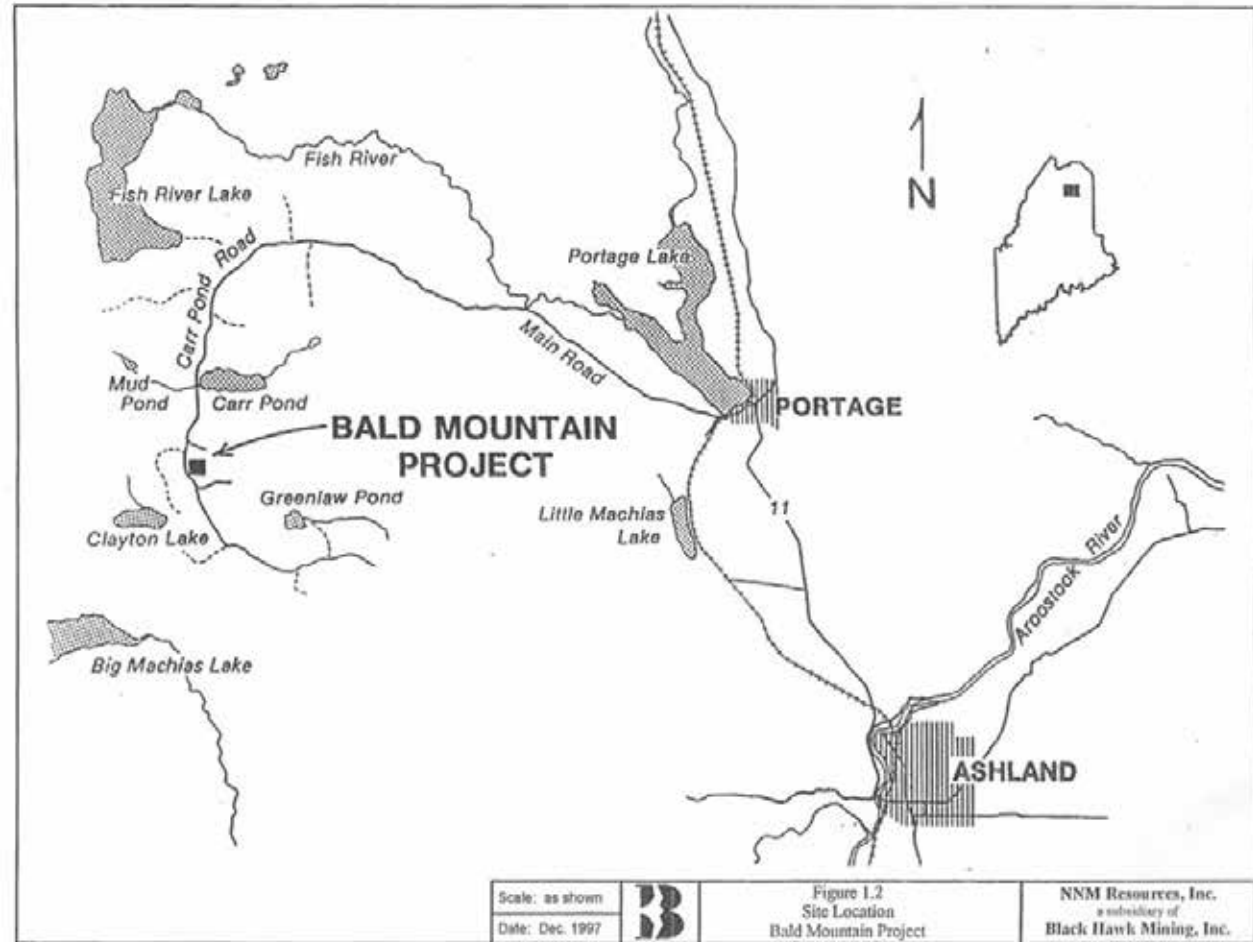 Fish River
Fish River Lake
N
Portage Lake
Carr Pond Road
Main Road
Mud
Pond
Carr Pond
PORTAGE
BALD MOUNTAIN
PROJECT
Greenlaw Pond
Clayton Lake
Little Machias
Lake
11
Aroostook River
Big Machias Lake
ASHLAND
Scale: as shown
Date: Dec. 1997
B
Figure 1.2
Site Location
Bald Mountain Project
NNM Resources, Inc.
a subsidiary of
Black Hawk Mining, Inc.